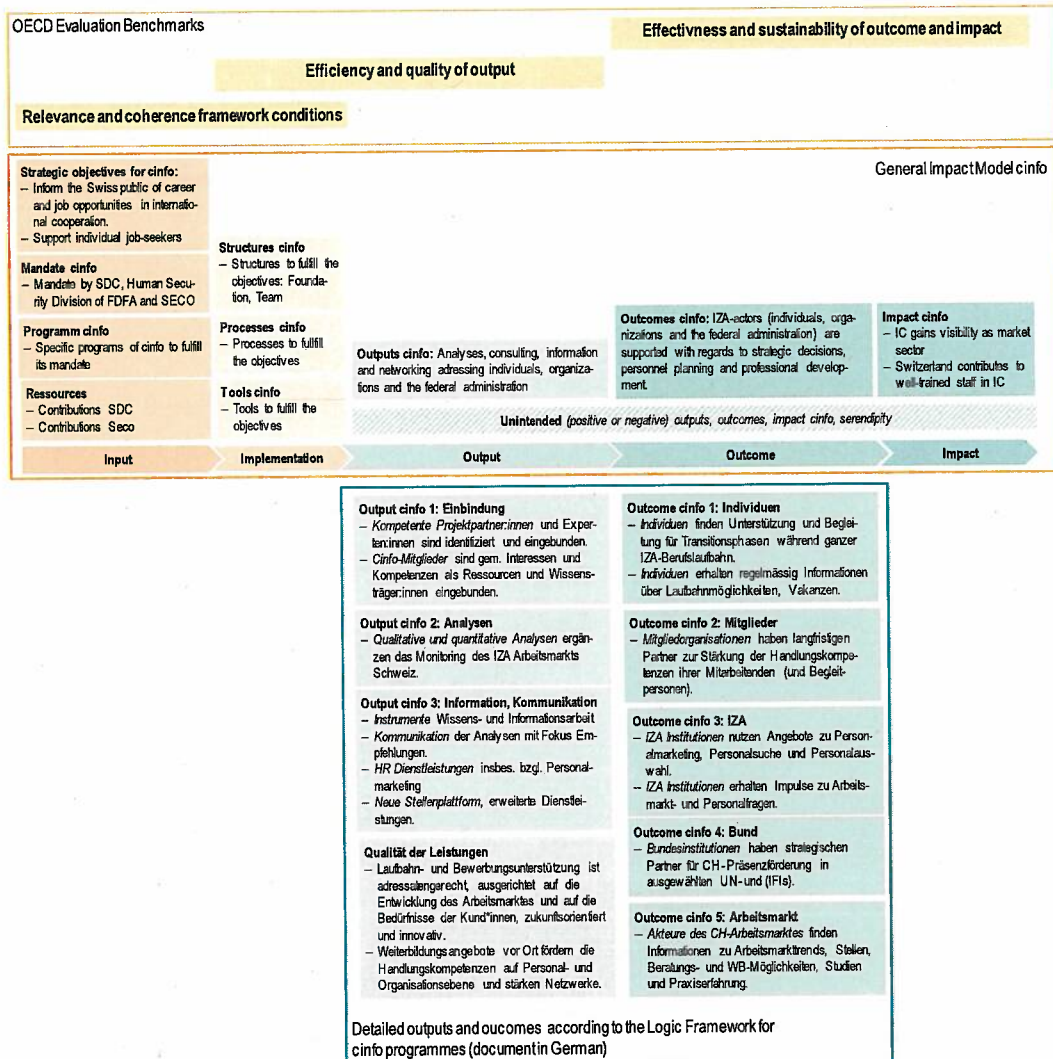 OECD Evaluation Benchmarks
Effectivness and sustainability of outcome and impact
Efficiency and quality of output
Relevance and coherence framework conditions
General Impact Model cinfo
Strategic objectives for cinfo:
– Inform the Swiss public of career
and job opportunities in internatio-
nal cooperation.
– Support individual job-seekers
Mandate cinfo
– Mandate by SDC, Human Secu-
rity Division of FDFA and SECO
Programm cinfo
– Specific programs of cinfo to fulfill
its mandate
Ressources
– Contributions SDC
– Contributions Seco
Structures cinfo
– Structures to fulfill the
objectives: Founda-
tion, Team
Processes cinfo
– Processes to fullfill
the objectives
Tools cinfo
– Tools to fulfill the
objectives
Outputs cinfo: Analyses, consulting, information
and networking adressing individuals, organiza-
tions and the federal administration
Outcomes cinfo: IZA-actors (individuals, orga-
nizations and the federal administration) are
supported with regards to strategic decisions,
personnel planning and professional develop-
ment.
Impact cinfo
– IC gains visibility as market
sector
– Switzerland contributes to
well-trained staff in IC
Unintended (positive or negative) outputs, outcomes, impact cinfo, serendipity
Input
Implementation
Output
Outcome
Impact
Output cinfo 1: Einbindung
– Kompetente Projektpartner:innen und Exper-
ten:innen sind identifiziert und eingebunden.
– Cinfo-Mitglieder sind gem. Interessen und
Kompetenzen als Ressourcen und Wissens-
träger:innen eingebunden.
Output cinfo 2: Analysen
– Qualitative und quantitative Analysen ergän-
zen das Monitoring des IZA Arbeitsmarkts
Schweiz.
Output cinfo 3: Information, Kommunikation
– Instrumente Wissens- und Informationsarbeit
– Kommunikation der Analysen mit Fokus Em-
pfehlungen.
– HR Dienstleistungen insbes. bzgl. Personal-
marketing
– Neue Stellenplattform, erweiterte Dienstlei-
stungen.
Qualität der Leistungen
– Laufbahn- und Bewerbungsunterstützung ist
adressatengerecht, ausgerichtet auf die
Entwicklung des Arbeitsmarktes und auf die
Bedürfnisse der Kund*innen, zukunftsorientiert
und innovativ.
– Weiterbildungsangebote vor Ort fördern die
Handlungskompetenzen auf Personal- und
Organisationsebene und stärken Netzwerke.
Outcome cinfo 1: Individuen
– Individuen finden Unterstützung und Beglei-
tung für Transitionsphasen während ganzer
IZA-Berufslaufbahn.
– Individuen erhalten regelmässig Informationen
über Laufbahnmöglichkeiten, Vakanzen.
Outcome cinfo 2: Mitglieder
– Mitgliedorganisationen haben langfristigen
Partner zur Stärkung der Handlungskompe-
tenzen ihrer Mitarbeitenden (und Begleit-
personen).
Outcome cinfo 3: IZA
– IZA Institutionen nutzen Angebote zu Person-
almarketing, Personalsuche und Personalaus-
wahl.
– IZA Institutionen erhalten Impulse zu Arbeits-
markt- und Personalfragen.
Outcome cinfo 4: Bund
– Bundesinstitutionen haben strategischen
Partner für CH-Präsenzförderung in
ausgewählten UN-und (IFIs).
Outcome cinfo 5: Arbeitsmarkt
– Akteure des CH-Arbeitsmarktes finden
Informationen zu Arbeitsmarkttrends, Stellen,
Beratungs- und WB-Möglichkeiten, Studien
und Praxiserfahrung.
Detailed outputs and oucomes according to the Logic Framework for
cinfo programmes (document in German)